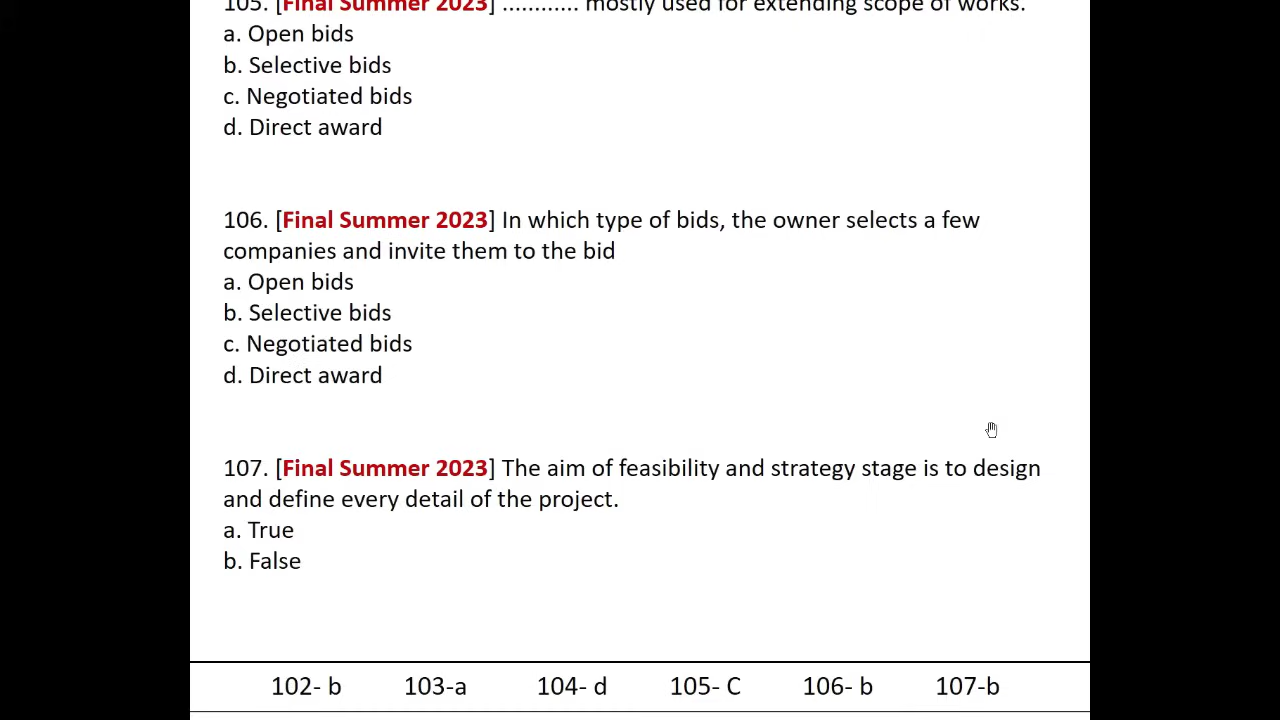 105. [Final Summer 2023] ............ mostly used for extending scope of works.
a. Open bids
b. Selective bids
c. Negotiated bids
d. Direct award
106. [Final Summer 2023] In which type of bids, the owner selects a few
companies and invite them to the bid
a. Open bids
b. Selective bids
c. Negotiated bids
d. Direct award
107. [Final Summer 2023] The aim of feasibility and strategy stage is to design
and define every detail of the project.
a. True
b. False
102- b 103-a 104- d 105- C 106- b 107-b